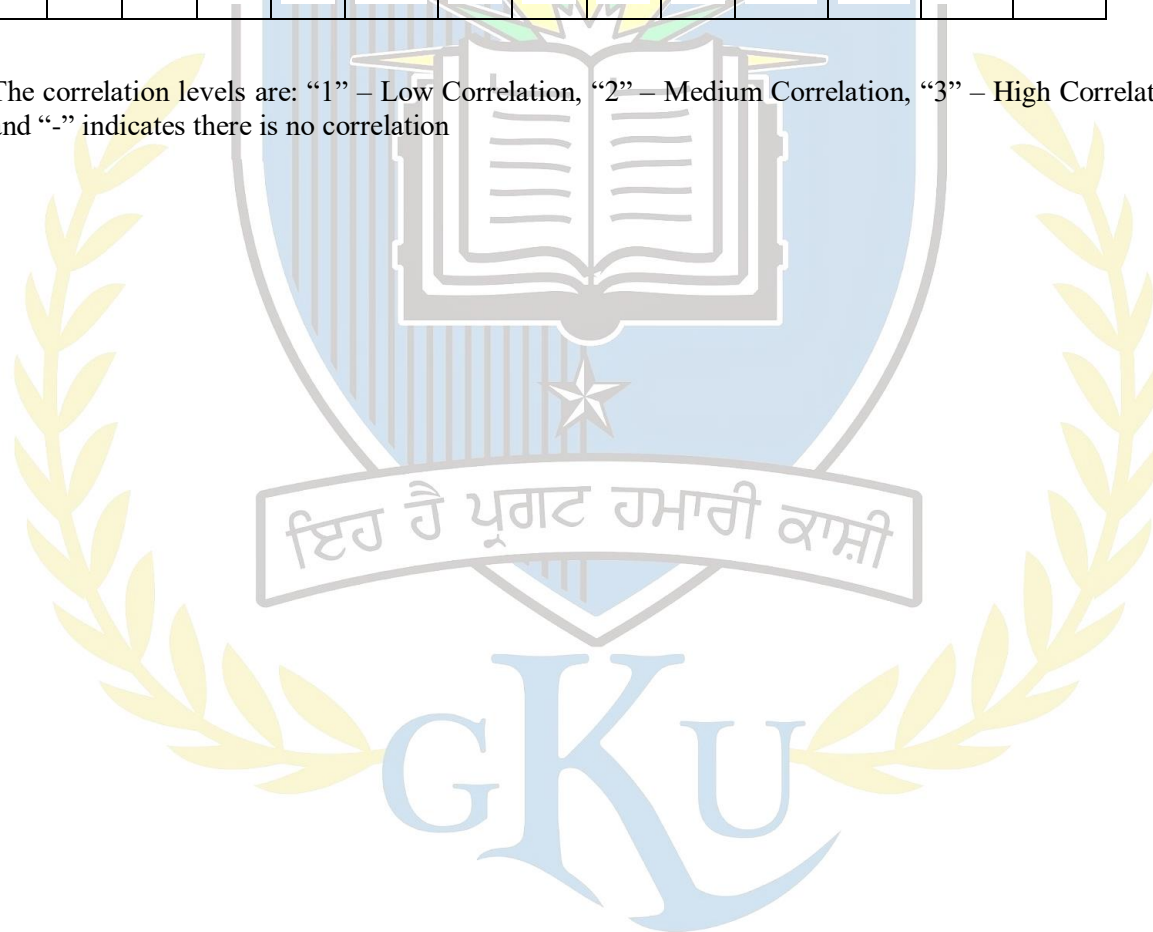 The correlation levels are: “1” – Low Correlation, “2” – Medium Correlation, “3” – High
and “-” indicates there is no correlation
ਇਹ ਹੈ ਪ੍ਰਗਟ ਹਮਾਰੀ ਕਾਸ਼ੀ
GKU